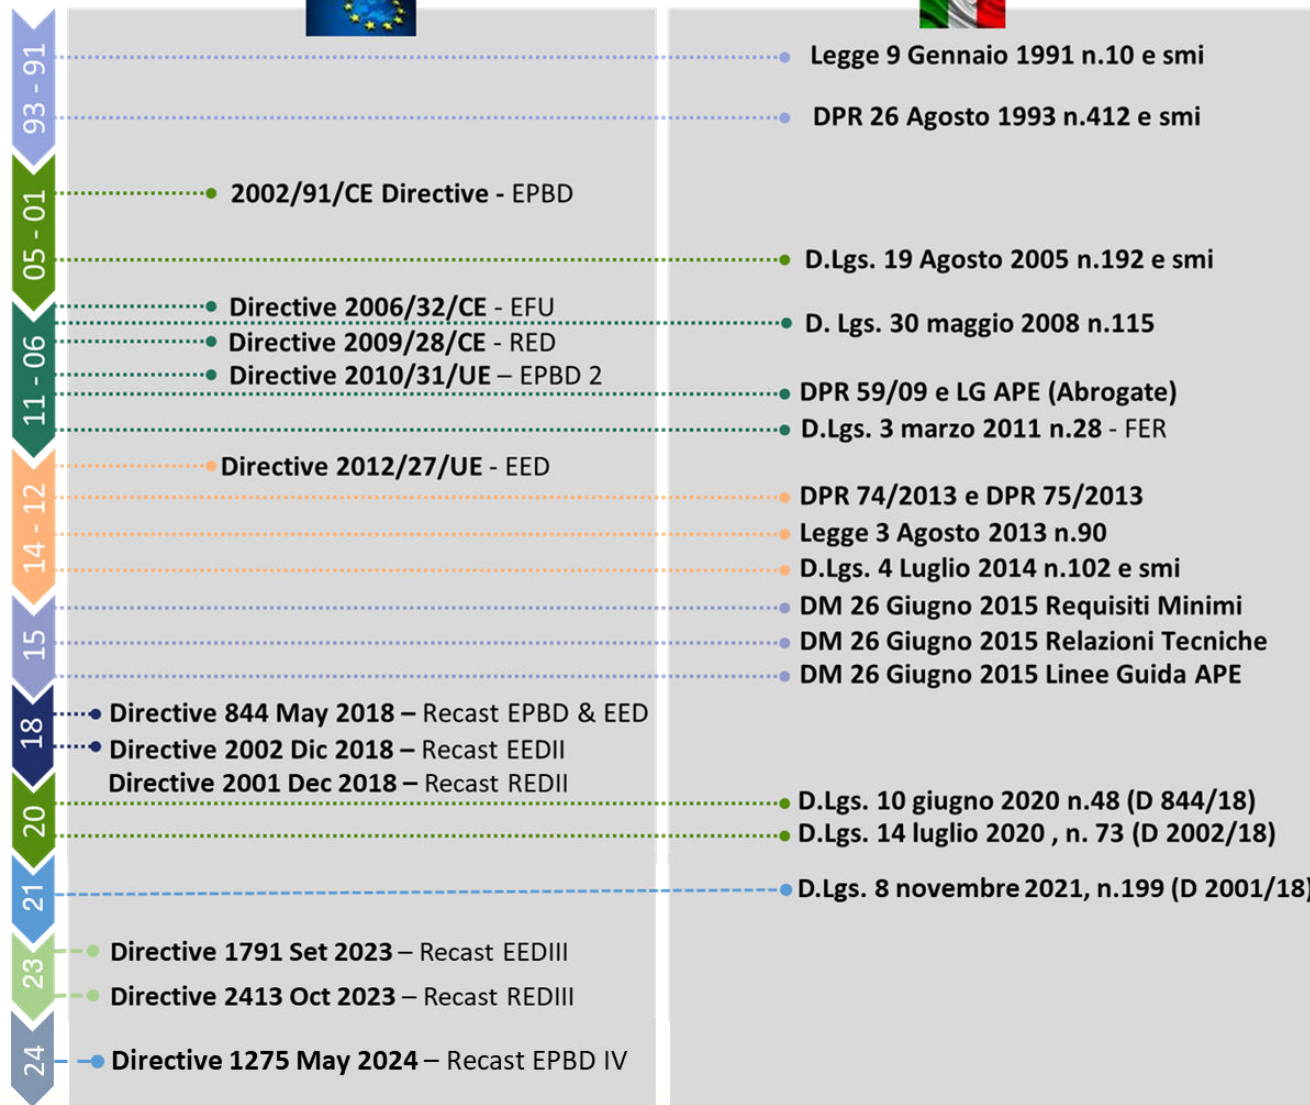 93 - 91
Legge 9 Gennaio 1991 n.10 e smi
DPR 26 Agosto 1993 n.412 e smi
05 - 01
2002/91/CE Directive - EPBD
D.Lgs. 19 Agosto 2005 n.192 e smi
11 - 06
Directive 2006/32/CE - EFU
D. Lgs. 30 maggio 2008 n.115
Directive 2009/28/CE - RED
Directive 2010/31/UE – EPBD 2
DPR 59/09 e LG APE (Abrogate)
D.Lgs. 3 marzo 2011 n.28 - FER
14 - 12
Directive 2012/27/UE - EED
DPR 74/2013 e DPR 75/2013
Legge 3 Agosto 2013 n.90
D.Lgs. 4 Luglio 2014 n.102 e smi
15
DM 26 Giugno 2015 Requisiti Minimi
DM 26 Giugno 2015 Relazioni Tecniche
DM 26 Giugno 2015 Linee Guida APE
18
Directive 844 May 2018 – Recast EPBD & EED
Directive 2002 Dic 2018 – Recast EEDII
Directive 2001 Dec 2018 – Recast REDII
20
D.Lgs. 10 giugno 2020 n.48 (D 844/18)
D.Lgs. 14 luglio 2020 , n. 73 (D 2002/18)
21
D.Lgs. 8 novembre 2021, n.199 (D 2001/18)
23
Directive 1791 Set 2023 – Recast EEDIII
Directive 2413 Oct 2023 – Recast REDIII
24
Directive 1275 May 2024 – Recast EPBD IV